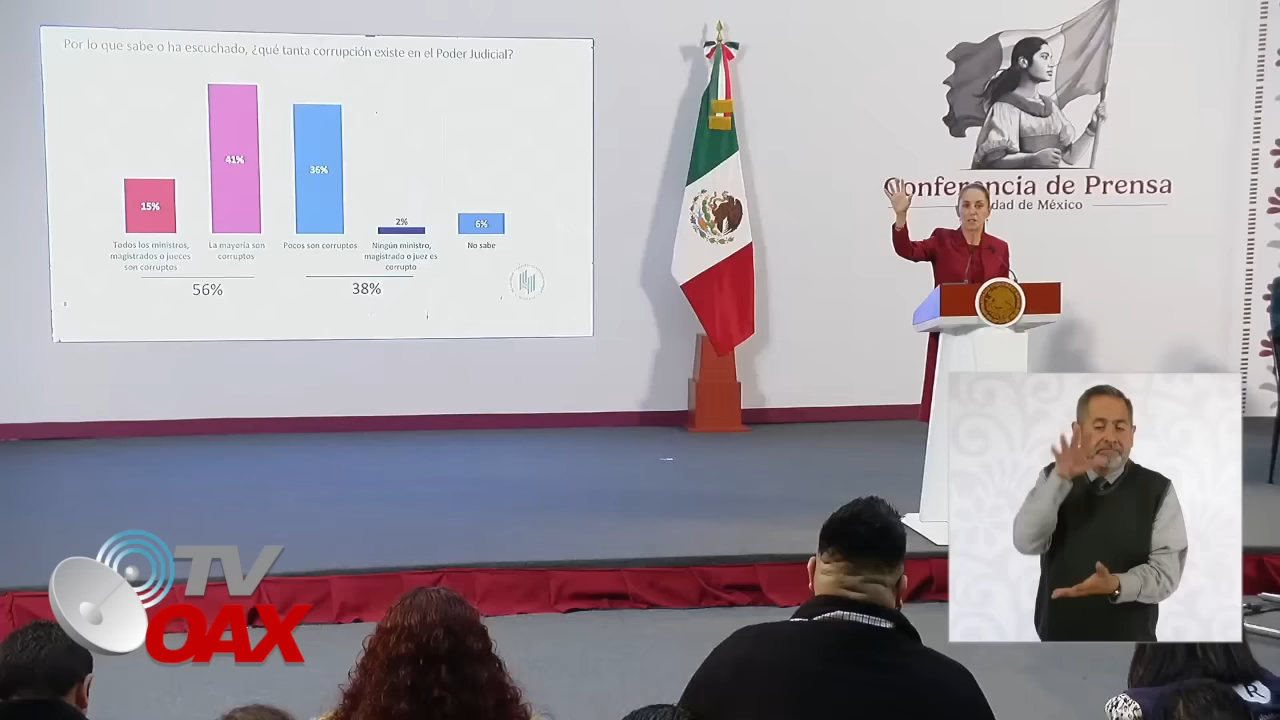 Por lo que sabe o ha escuchado, ¿qué tanta corrupción existe en el Poder Judicial?
15%
41%
36%
2%
6%
Todos los ministros,
magistrados o jueces
son corruptos
La mayoría son
corruptos
Pocos son corruptos
Ningún ministro,
magistrado o juez es
corrupto
No sabe
56%
38%
Conferencia de Prensa
dad de México
TV
OAX
R